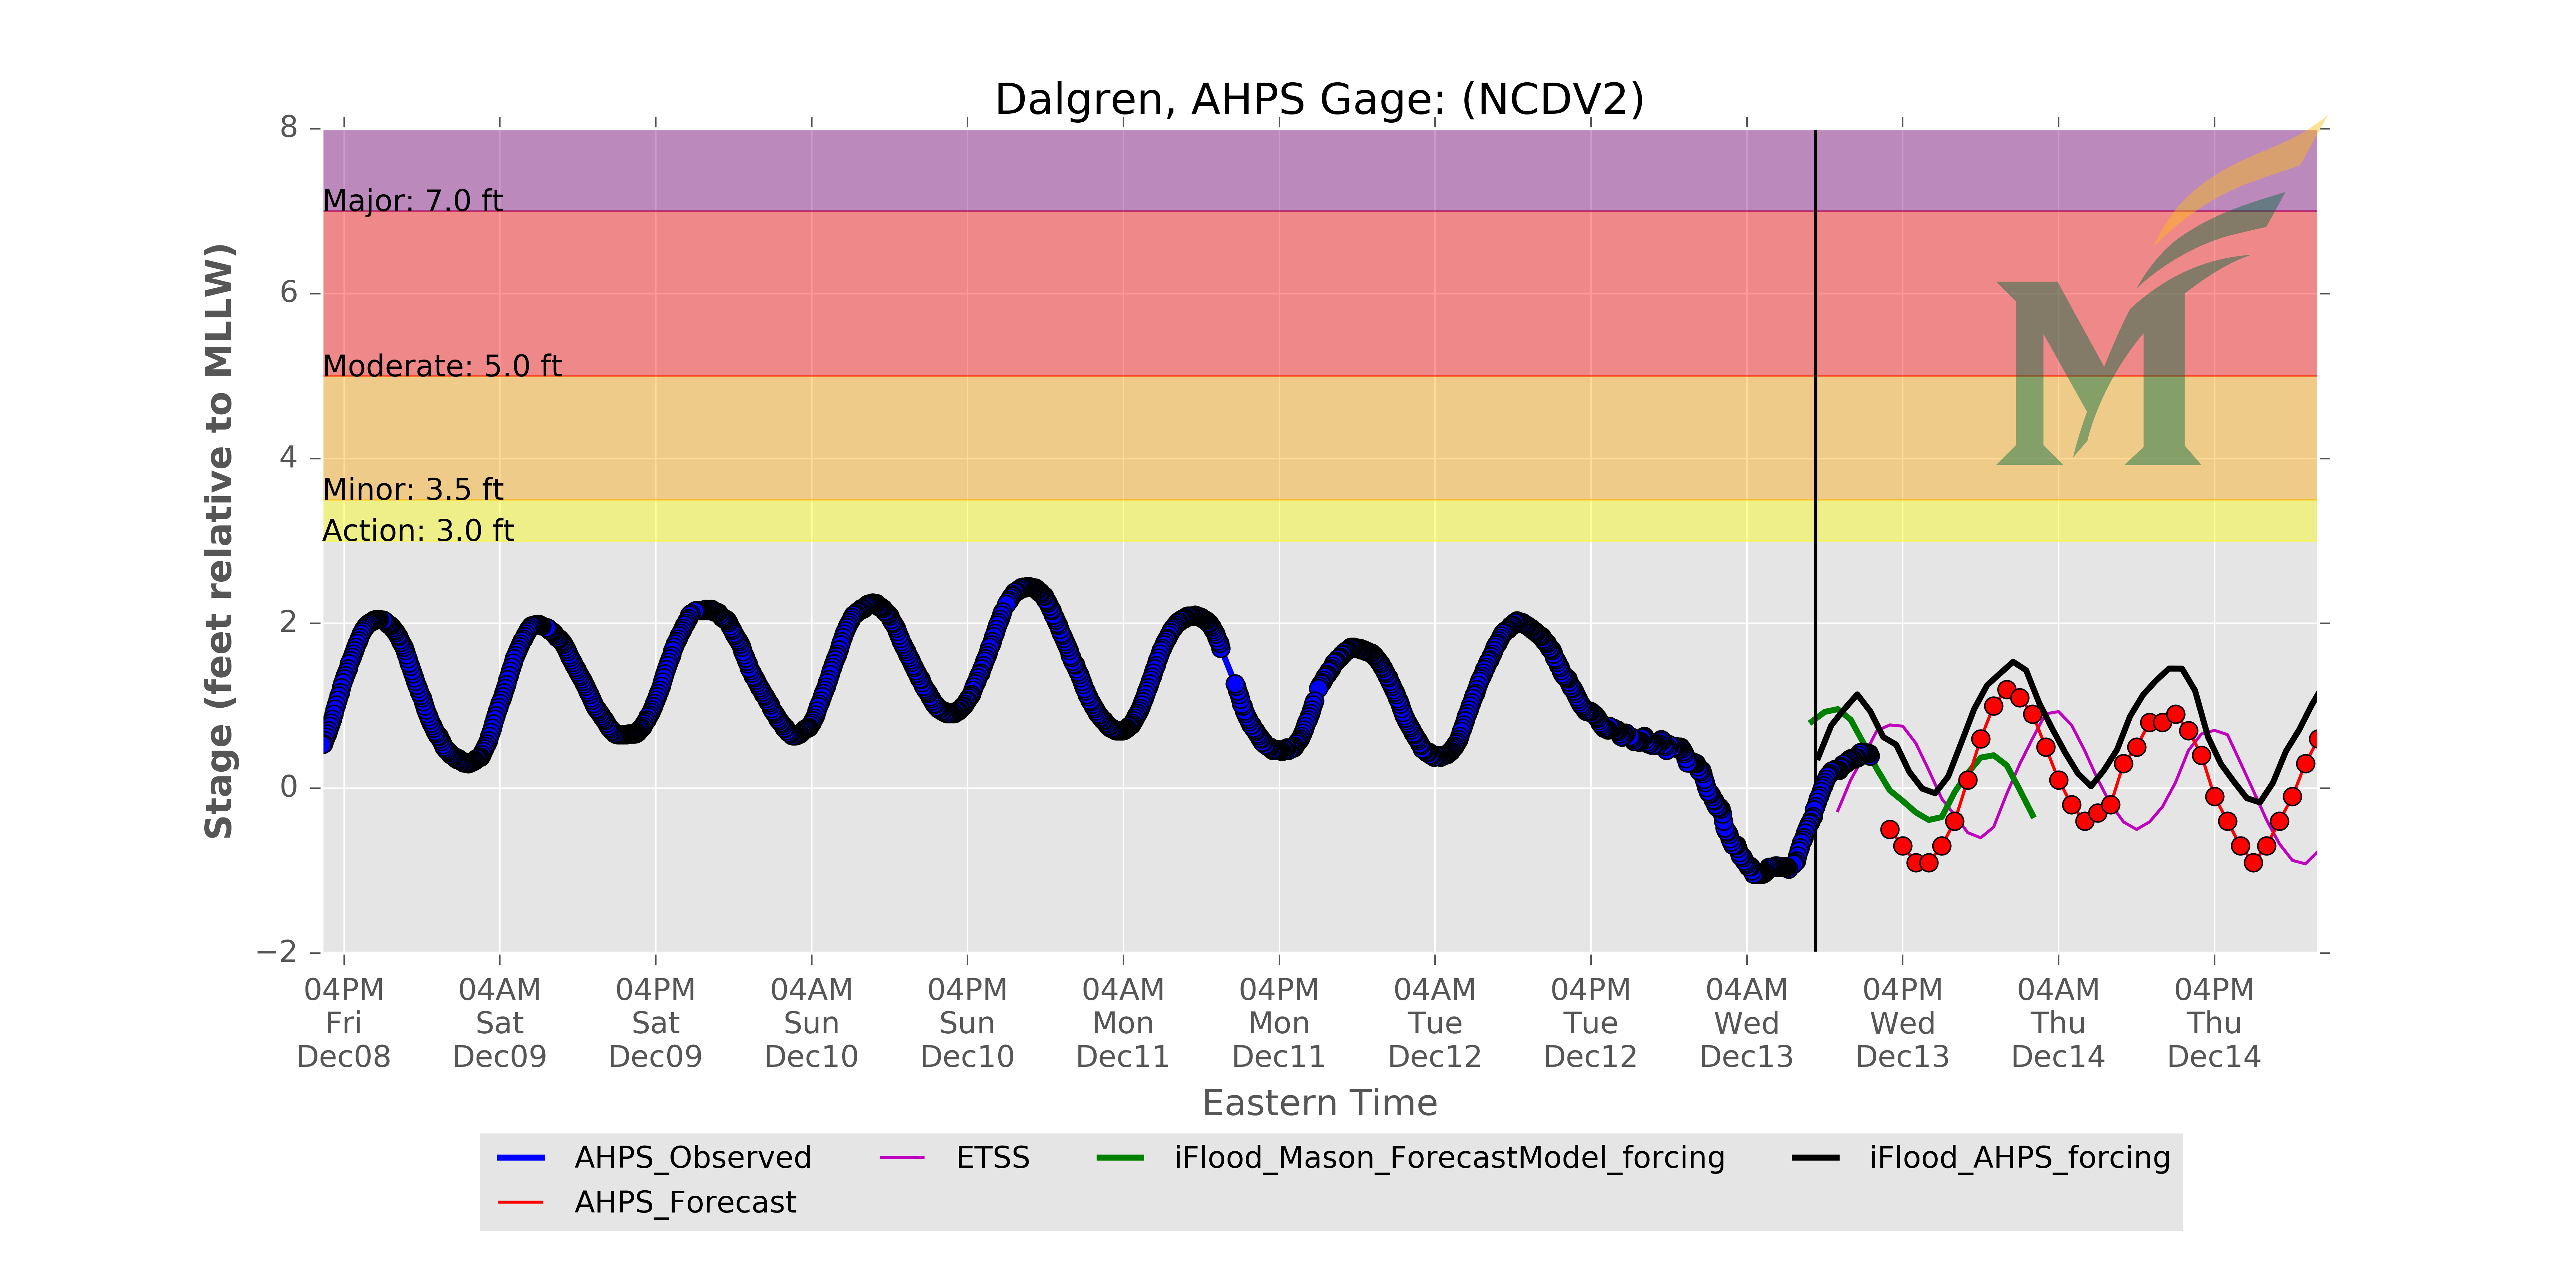 Dalgren, AHPS Gage: (NCDV2)
8
Major: 7.0 ft
6
Moderate: 5.0 ft
4
Minor: 3.5 ft
Action: 3.0 ft
2
0
−2
Stage (feet relative to MLLW)
04PM 04AM 04PM 04AM 04PM 04AM 04PM 04AM 04PM 04AM 04PM 04AM 04PM
Fri Sat Sat Sun Sun Mon Mon Tue Tue Wed Wed Thu Thu
Dec08 Dec09 Dec09 Dec10 Dec10 Dec11 Dec11 Dec12 Dec12 Dec13 Dec13 Dec14 Dec14
Eastern Time
AHPS_Observed ETSS iFlood_Mason_ForecastModel_forcing iFlood_AHPS_forcing
AHPS_Forecast
M